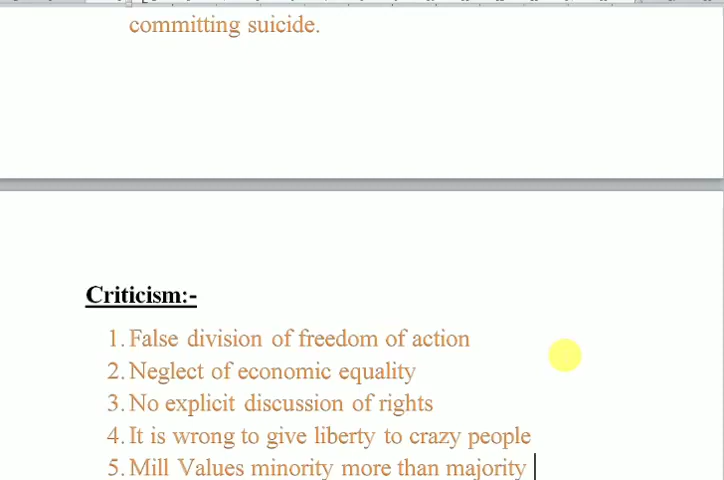 committing suicide.
Criticism:-
1. False division of freedom of action
2. Neglect of economic equality
3. No explicit discussion of rights
4. It is wrong to give liberty to crazy people
5. Mill Values minority more than majority